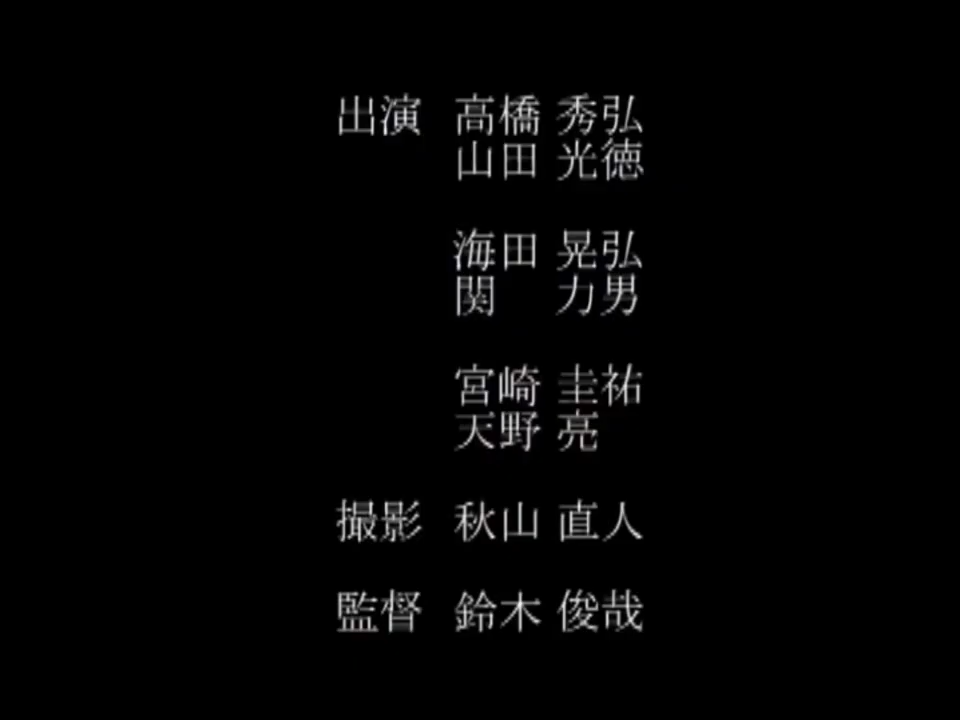 出演 高橋 秀弘
山田 光徳
海田 晃弘
関 力男
宮崎 圭祐
天野 亮
撮影 秋山 直人
監督 鈴木 俊哉